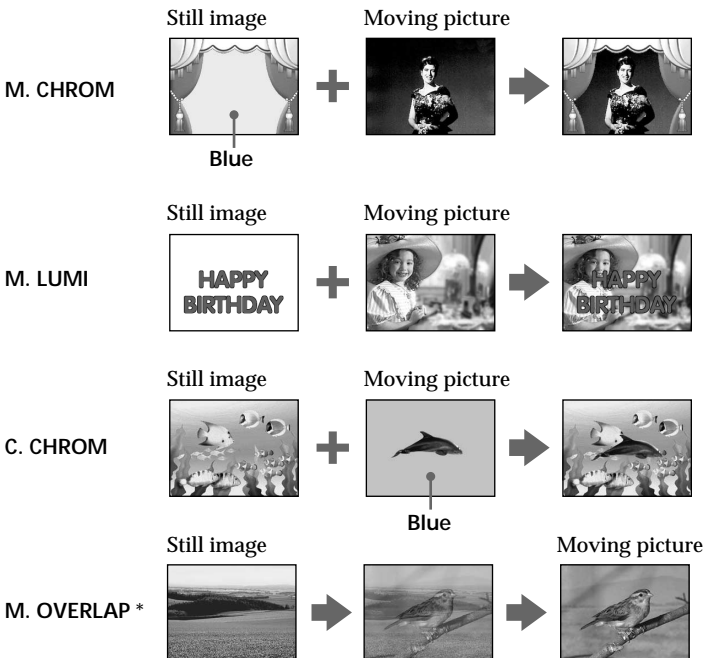 Still image Moving picture
M. CHROM
Blue
Still image Moving picture
M. LUMI
HAPPY
BIRTHDAY
HAPPY
BIRTHDAY
Still image Moving picture
C. CHROM
Blue
Still image Moving picture
M. OVERLAP *